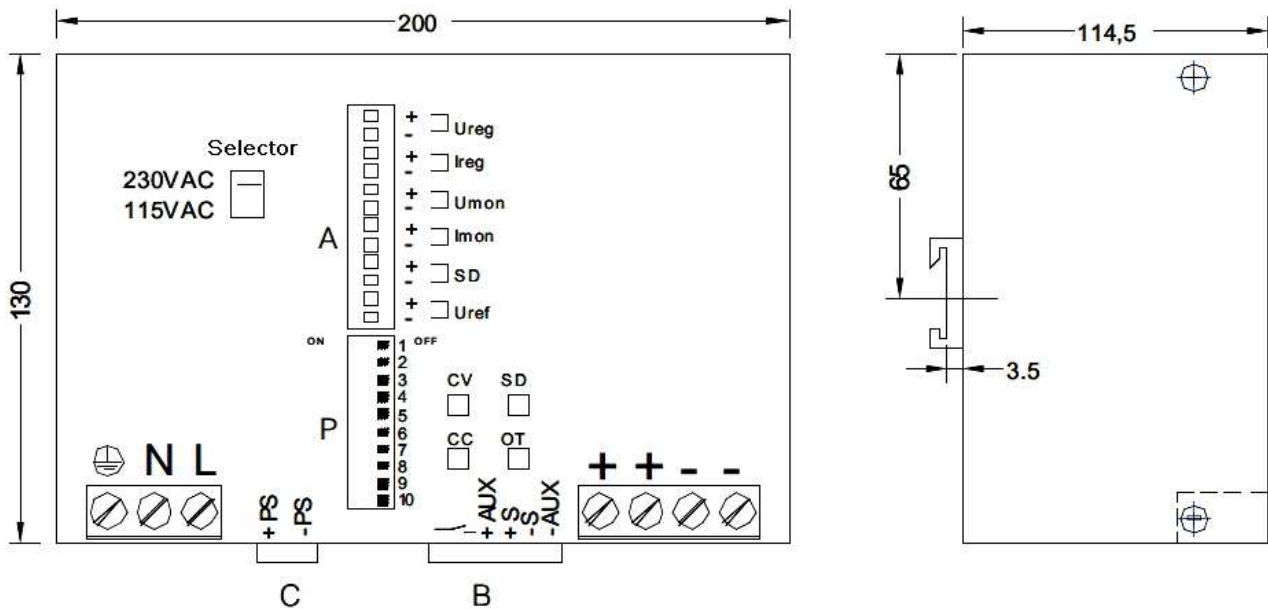 200
114,5
130
65
3.5
Selector
230VAC
115VAC
A
+
- Ureg
+
- Ireg
+
- Umon
+
- Imon
+
- SD
+
- Uref
ON
OFF
1
2
3
4
5
6
7
8
9
10
P
CV SD
CC OT
N L
+ + - -
+PS
-PS
+AUX
+S
-S
-AUX
C
B